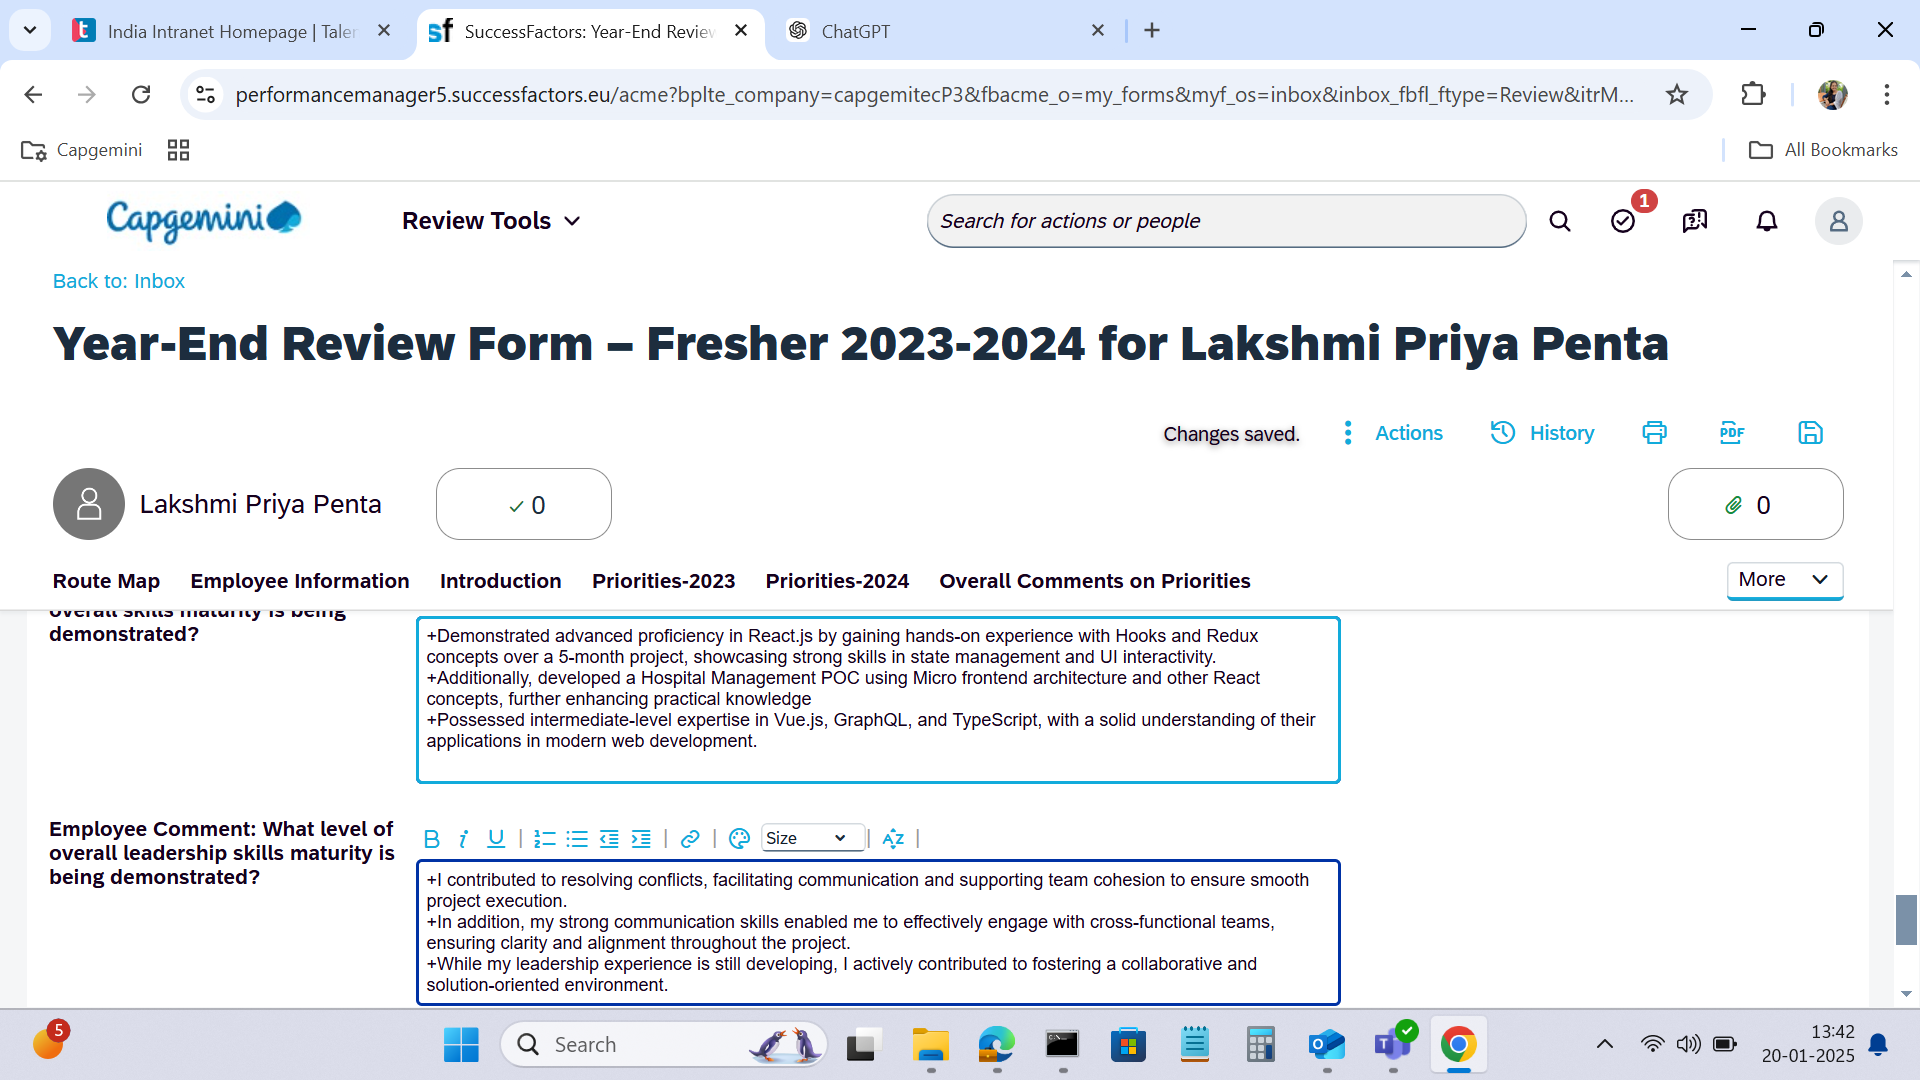 India Intranet Homepage | Taler
SuccessFactors: Year-End Review
ChatGPT
performancemanager5.successfactors.eu/acme?bplte_company=capgemitecP3&fbacme_o=my_forms&myf_os=inbox&inbox_fbfl_ftype=Review&itrM...
Capgemini
All Bookmarks
Capgemini
Review Tools
Search for actions or people
1
Back to: Inbox
Year-End Review Form – Fresher 2023-2024 for Lakshmi Priya Penta
Changes saved.
Actions
History
PDF
Lakshmi Priya Penta
0
0
Route Map
Employee Information
Introduction
Priorities-2023
Priorities-2024
Overall Comments on Priorities
More
overall skills maturity is being
demonstrated?
+Demonstrated advanced proficiency in React.js by gaining hands-on experience with Hooks and Redux
concepts over a 5-month project, showcasing strong skills in state management and UI interactivity.
+Additionally, developed a Hospital Management POC using Micro frontend architecture and other React
concepts, further enhancing practical knowledge
+Possessed intermediate-level expertise in Vue.js, GraphQL, and TypeScript, with a solid understanding of their
applications in modern web development.
Employee Comment: What level of
overall leadership skills maturity is
being demonstrated?
B i U
Size
+I contributed to resolving conflicts, facilitating communication and supporting team cohesion to ensure smooth
project execution.
+In addition, my strong communication skills enabled me to effectively engage with cross-functional teams,
ensuring clarity and alignment throughout the project.
+While my leadership experience is still developing, I actively contributed to fostering a collaborative and
solution-oriented environment.
5
Search
13:42
20-01-2025